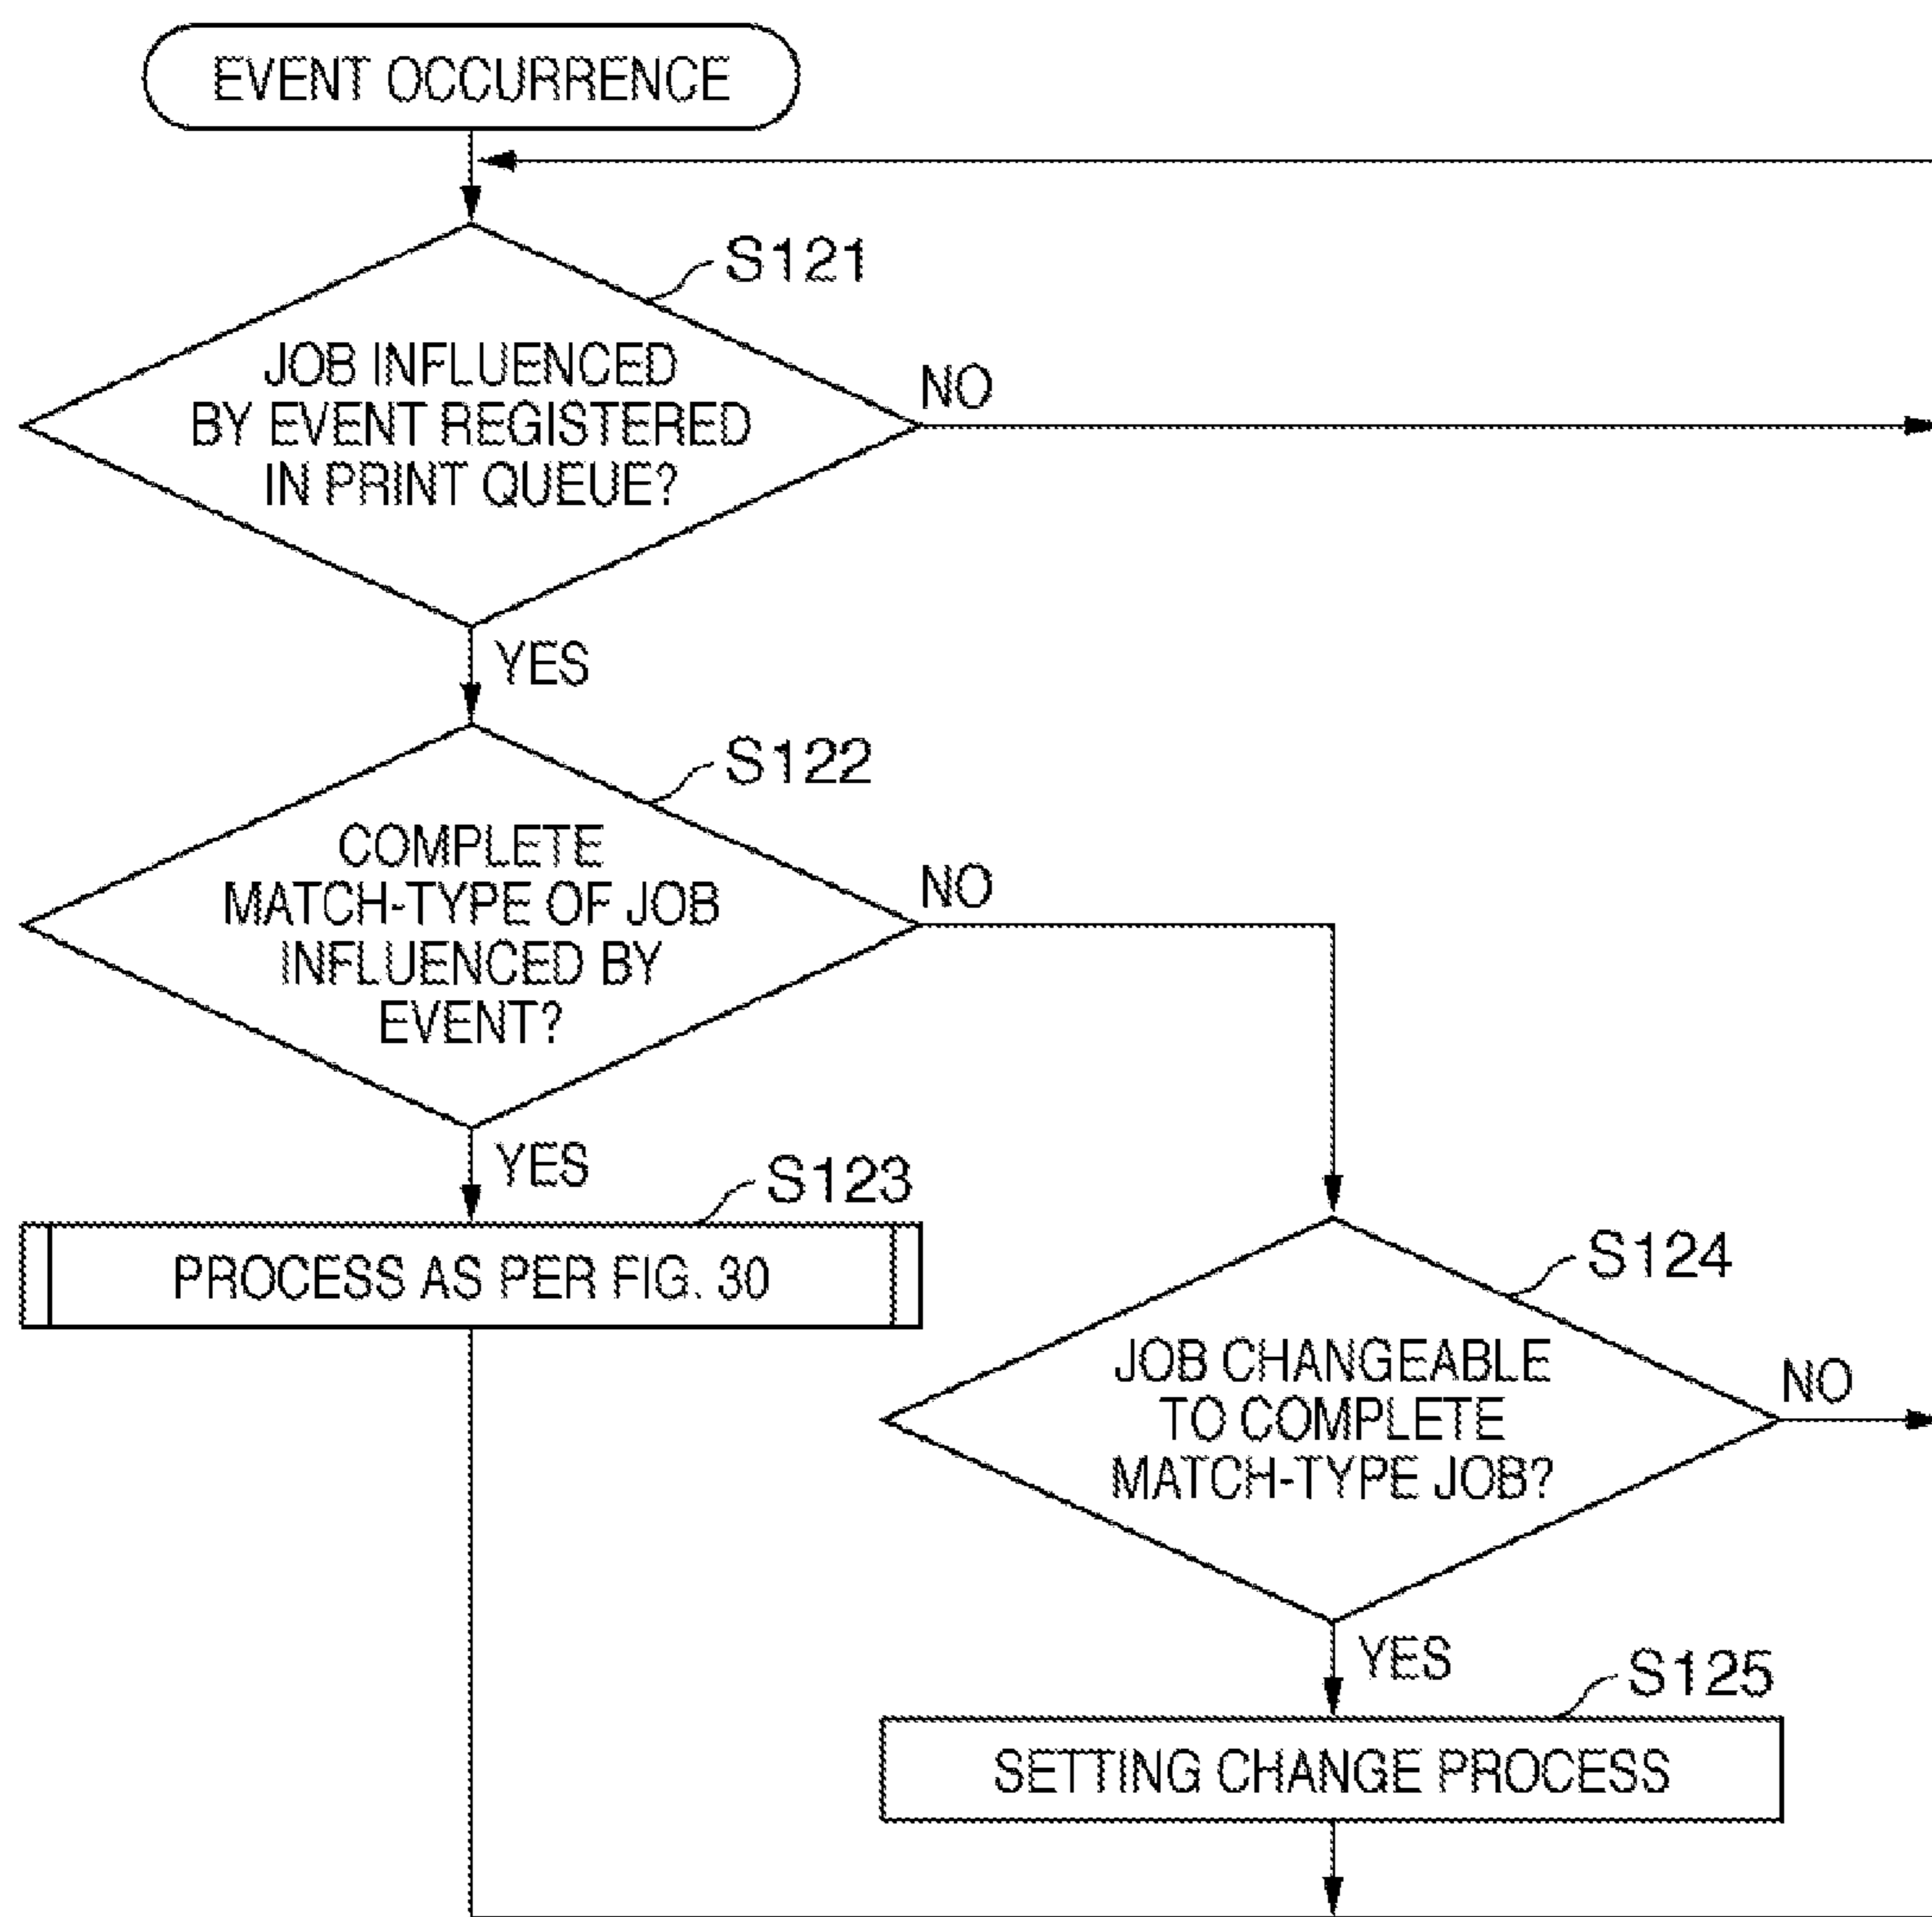 EVENT OCCURRENCE
S121
JOB INFLUENCED
BY EVENT REGISTERED
IN PRINT QUEUE?
NO
YES
S122
COMPLETE
MATCH-TYPE OF JOB
INFLUENCED BY
EVENT?
NO
YES
S123
PROCESS AS PER FIG. 30
S124
JOB CHANGEABLE
TO COMPLETE
MATCH-TYPE JOB?
NO
YES
S125
SETTING CHANGE PROCESS